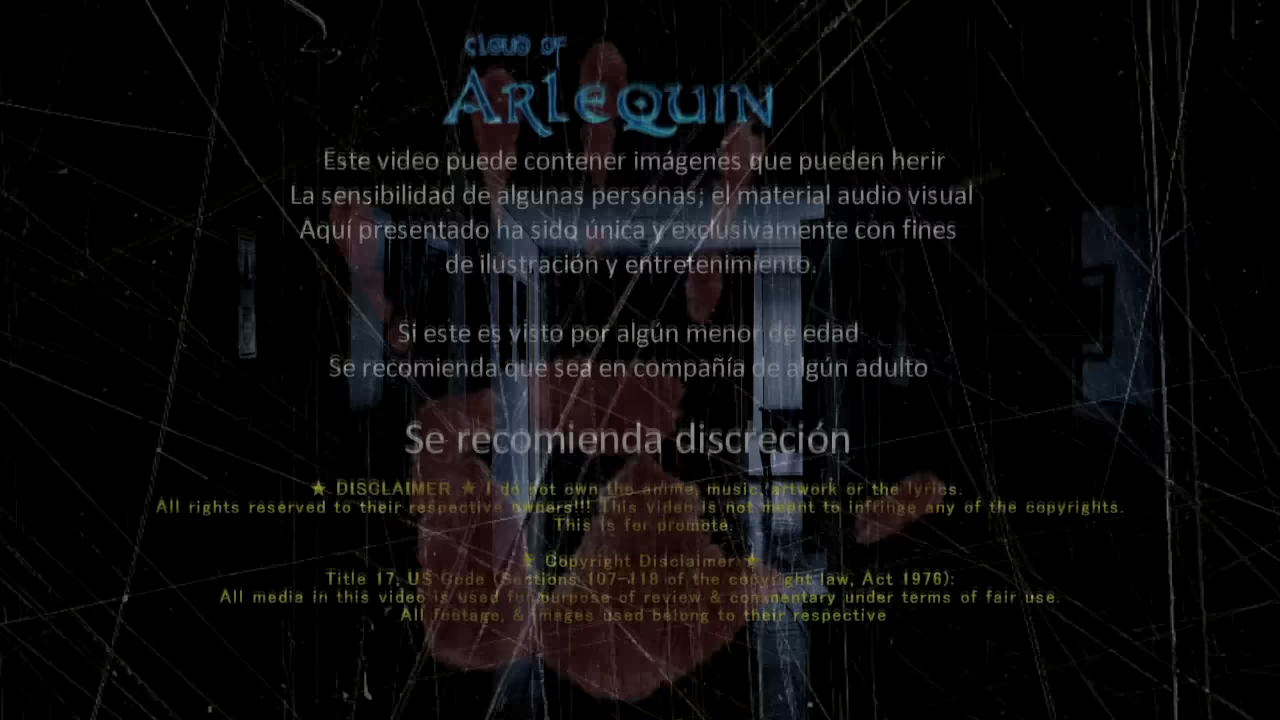 Cloud of
Arlequin
Este video puede contener imágenes que pueden herir
La sensibilidad de algunas personas; el material audio visual
Aquí presentado ha sido única y exclusivamente con fines
de ilustración y entretenimiento.
Si este es visto por algún menor de edad
Se recomienda que sea en compañía de algún adulto
Se recomienda discreción
★ DISCLAIMER ★ I do not own the anime, music, artwork or the lyrics.
All rights reserved to their respective owners!!! This video is not meant to infringe any of the copyrights.
This is for promote.
★ Copyright Disclaimer ★
Title 17, US Code (Sections 107-118 of the copyright law, Act 1976):
All media in this video is used for purpose of review & commentary under terms of fair use.
All footage, & images used belong to their respective